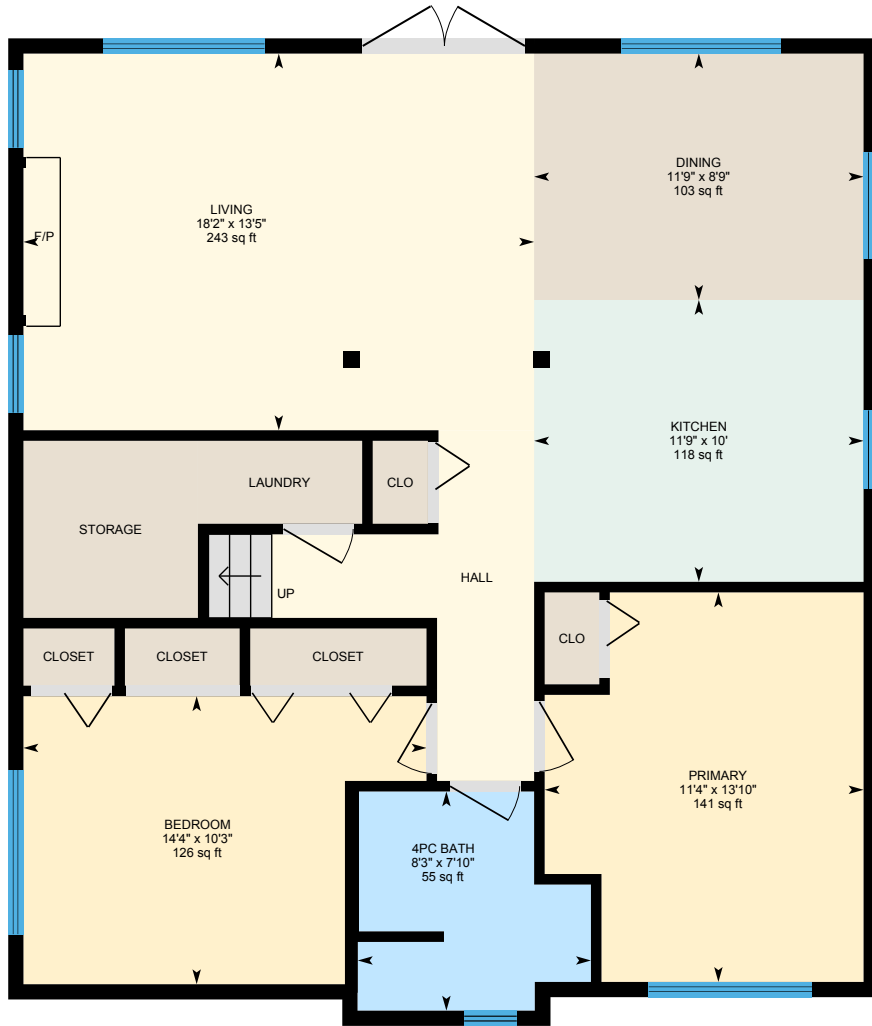 DINING
11'9" x 8'9"
103 sq ft
LIVING
18'2" x 13'5"
243 sq ft
F/P
KITCHEN
11'9" x 10'
118 sq ft
LAUNDRY
CLO
STORAGE
HALL
UP
CLO
CLOSET
CLOSET
CLOSET
PRIMARY
11'4" x 13'10"
141 sq ft
BEDROOM
14'4" x 10'3"
126 sq ft
4PC BATH
8'3" x 7'10"
55 sq ft